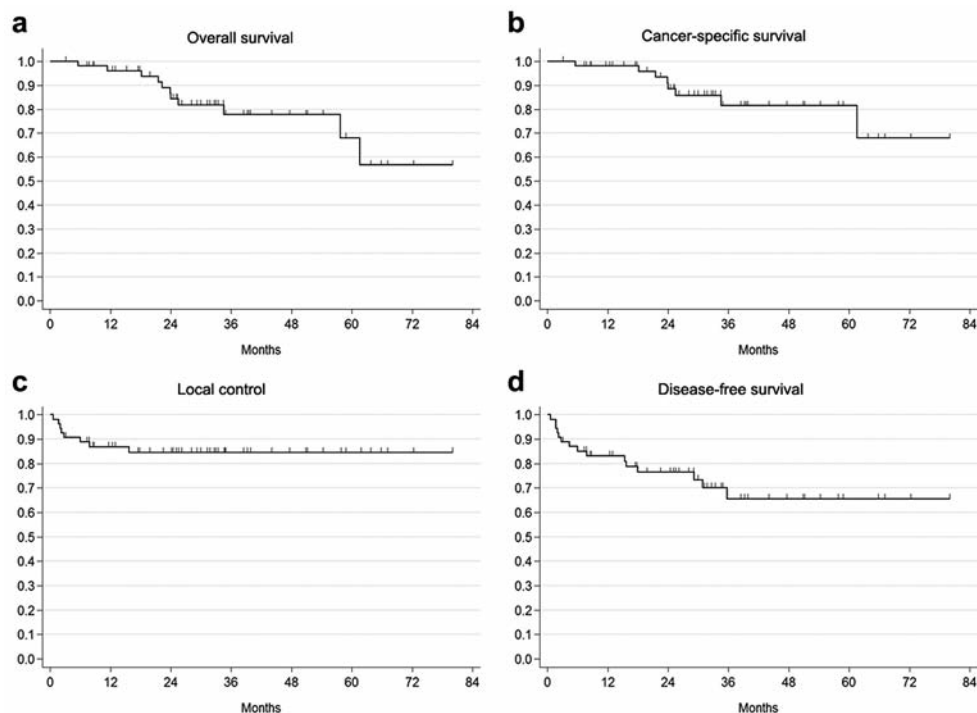 a
Overall survival
1.0
0.9
0.8
0.7
0.6
0.5
0.4
0.3
0.2
0.1
0.0
0 12 24 36 48 60 72 84
Months
b
Cancer-specific survival
1.0
0.9
0.8
0.7
0.6
0.5
0.4
0.3
0.2
0.1
0.0
0 12 24 36 48 60 72 84
Months
c
Local control
1.0
0.9
0.8
0.7
0.6
0.5
0.4
0.3
0.2
0.1
0.0
0 12 24 36 48 60 72 84
Months
d
Disease-free survival
1.0
0.9
0.8
0.7
0.6
0.5
0.4
0.3
0.2
0.1
0.0
0 12 24 36 48 60 72 84
Months